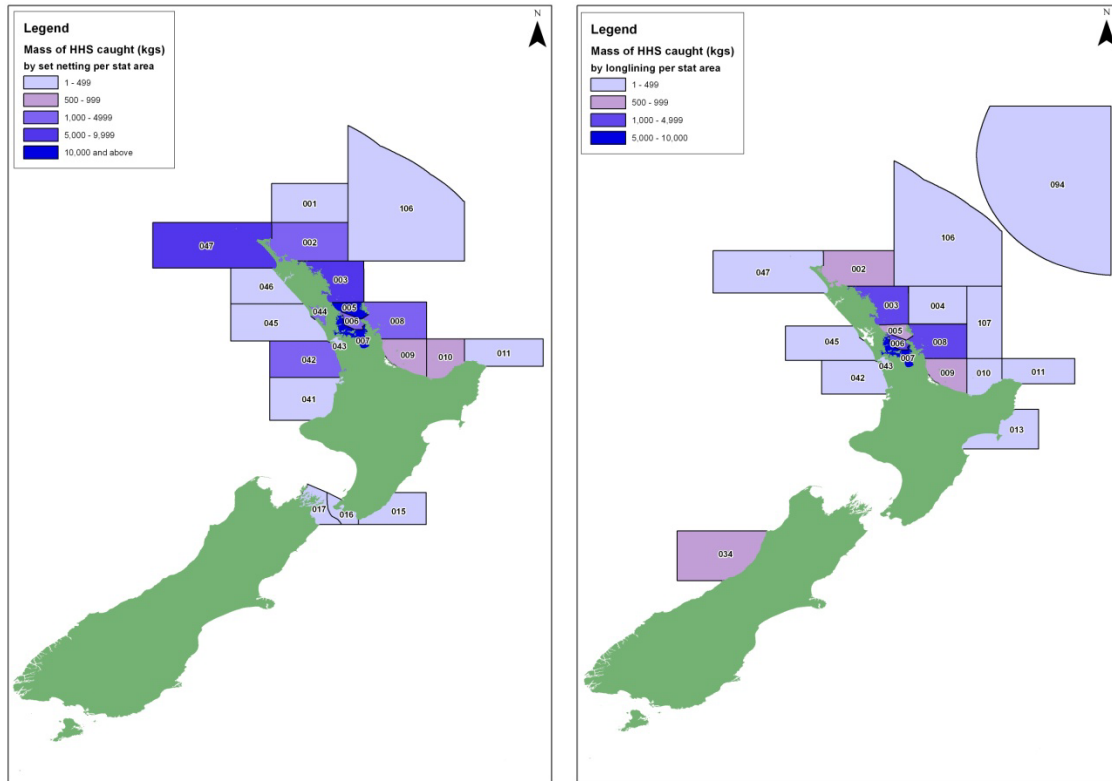 N
Legend
Mass of HHS caught (kgs)
by set netting per stat area
1 - 499
500 - 999
1,000 - 4999
5,000 - 9,999
10,000 and above
001
106
002
047
003
046
005
044
006
008
045
007
043
042
009
010
011
041
017
016
015
N
Legend
Mass of HHS caught (kgs)
by longlining per stat area
1 - 499
500 - 999
1,000 - 4,999
5,000 - 10,000
094
106
047
002
003
004
107
005
045
006
008
007
043
042
009
010
011
013
034